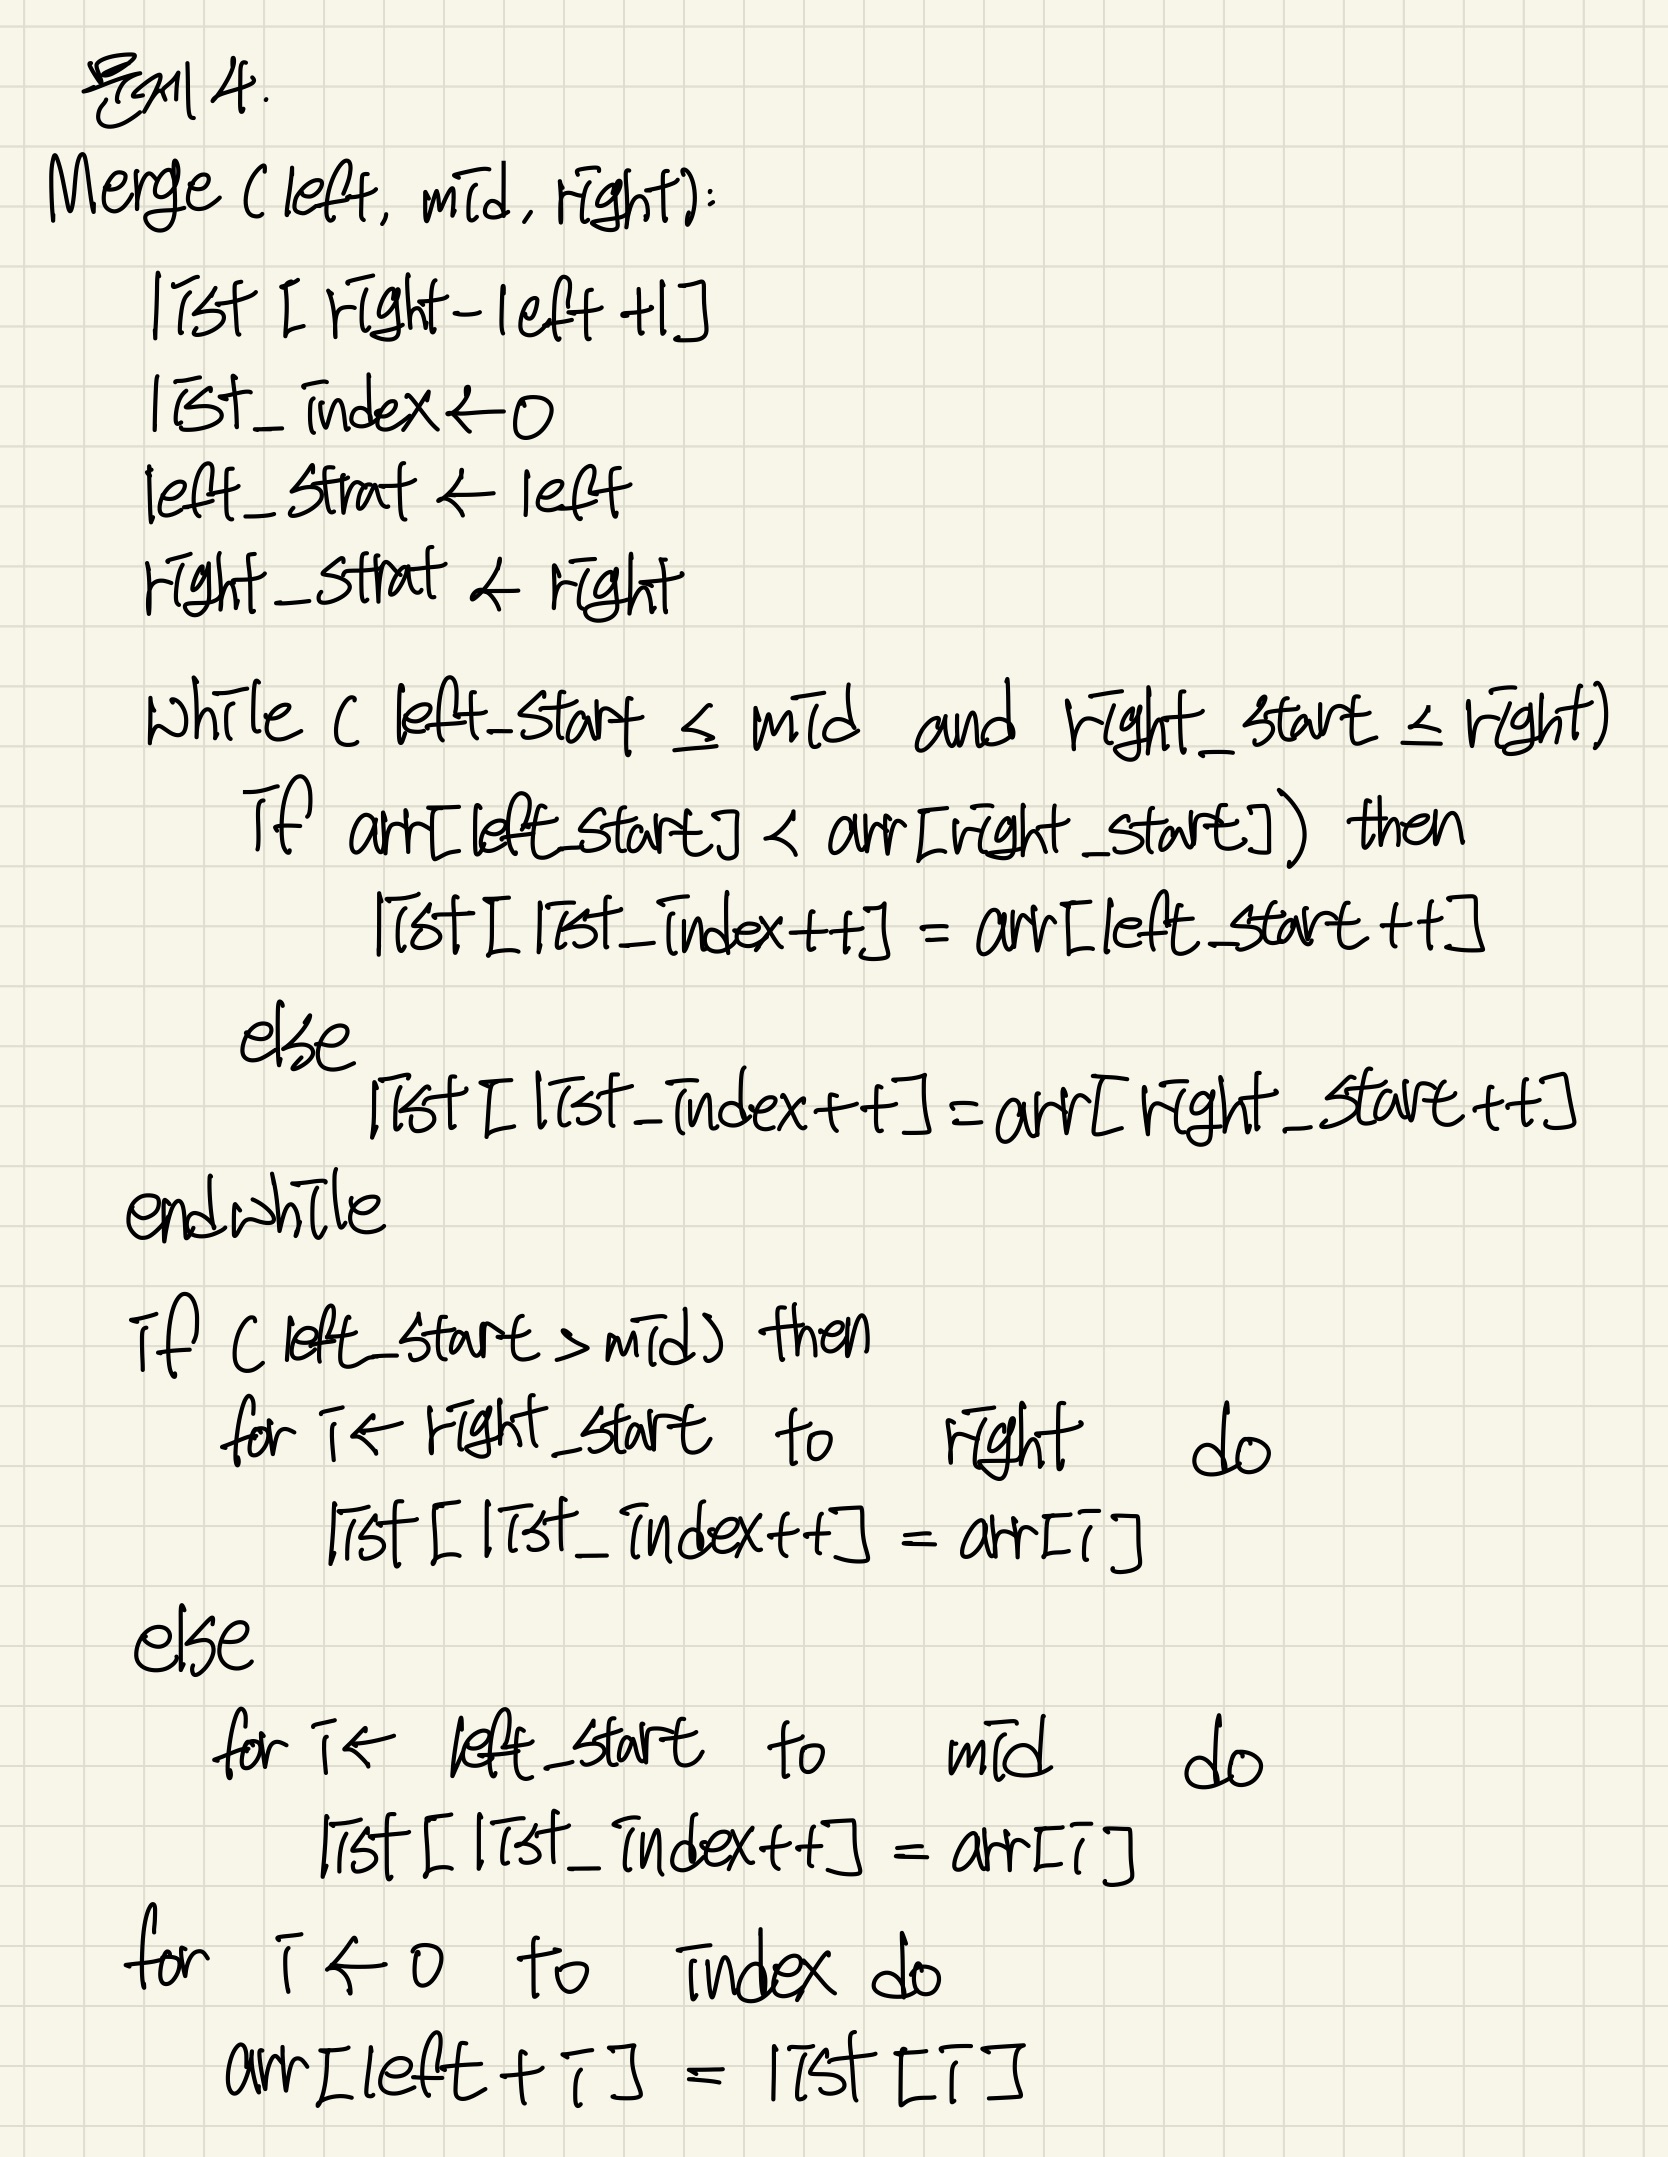 문제 4.
Merge (left, mid, right):
list [right-left+1]
list_index ← 0
left_strat ← left
right_strat ← right
while (left_start ≤ mid and right_start ≤ right)
if arr[left_start] < arr[right_start]) then
list[list_index++] = arr[left_start++]
else
list[list_index++] = arr[right_start++]
endwhile
if (left_start > mid) then
for i ← right_start to right do
list[list_index++] = arr[i]
else
for i ← left_start to mid do
list[list_index++] = arr[i]
for i ← 0 to index do
arr[left+i] = list[i]